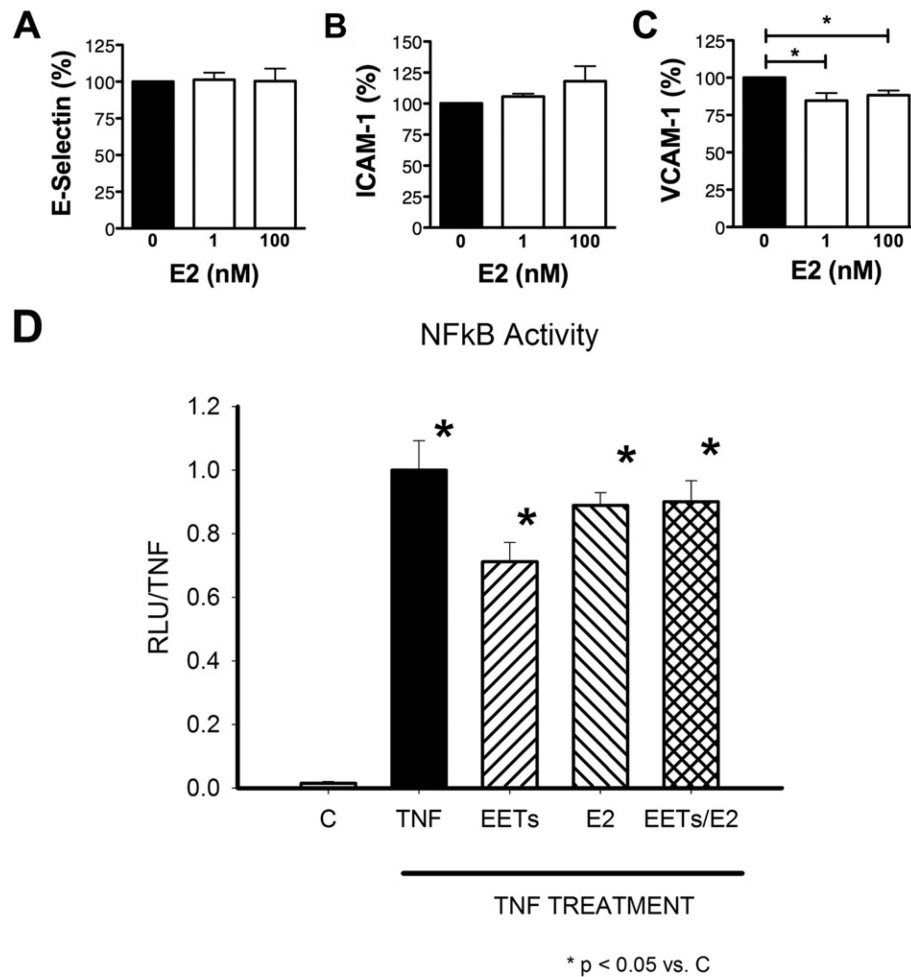 A
E-Selectin (%)
125
100
75
50
25
0
0 1 100
E2 (nM)
B
ICAM-1 (%)
150
125
100
75
50
25
0
0 1 100
E2 (nM)
C
VCAM-1 (%)
125
100
75
50
25
0
*
*
0 1 100
E2 (nM)
D
NFkB Activity
RLU/TNF
1.2
1.0
0.8
0.6
0.4
0.2
0.0
* * * *
C TNF EETs E2 EETs/E2
TNF TREATMENT
* p < 0.05 vs. C